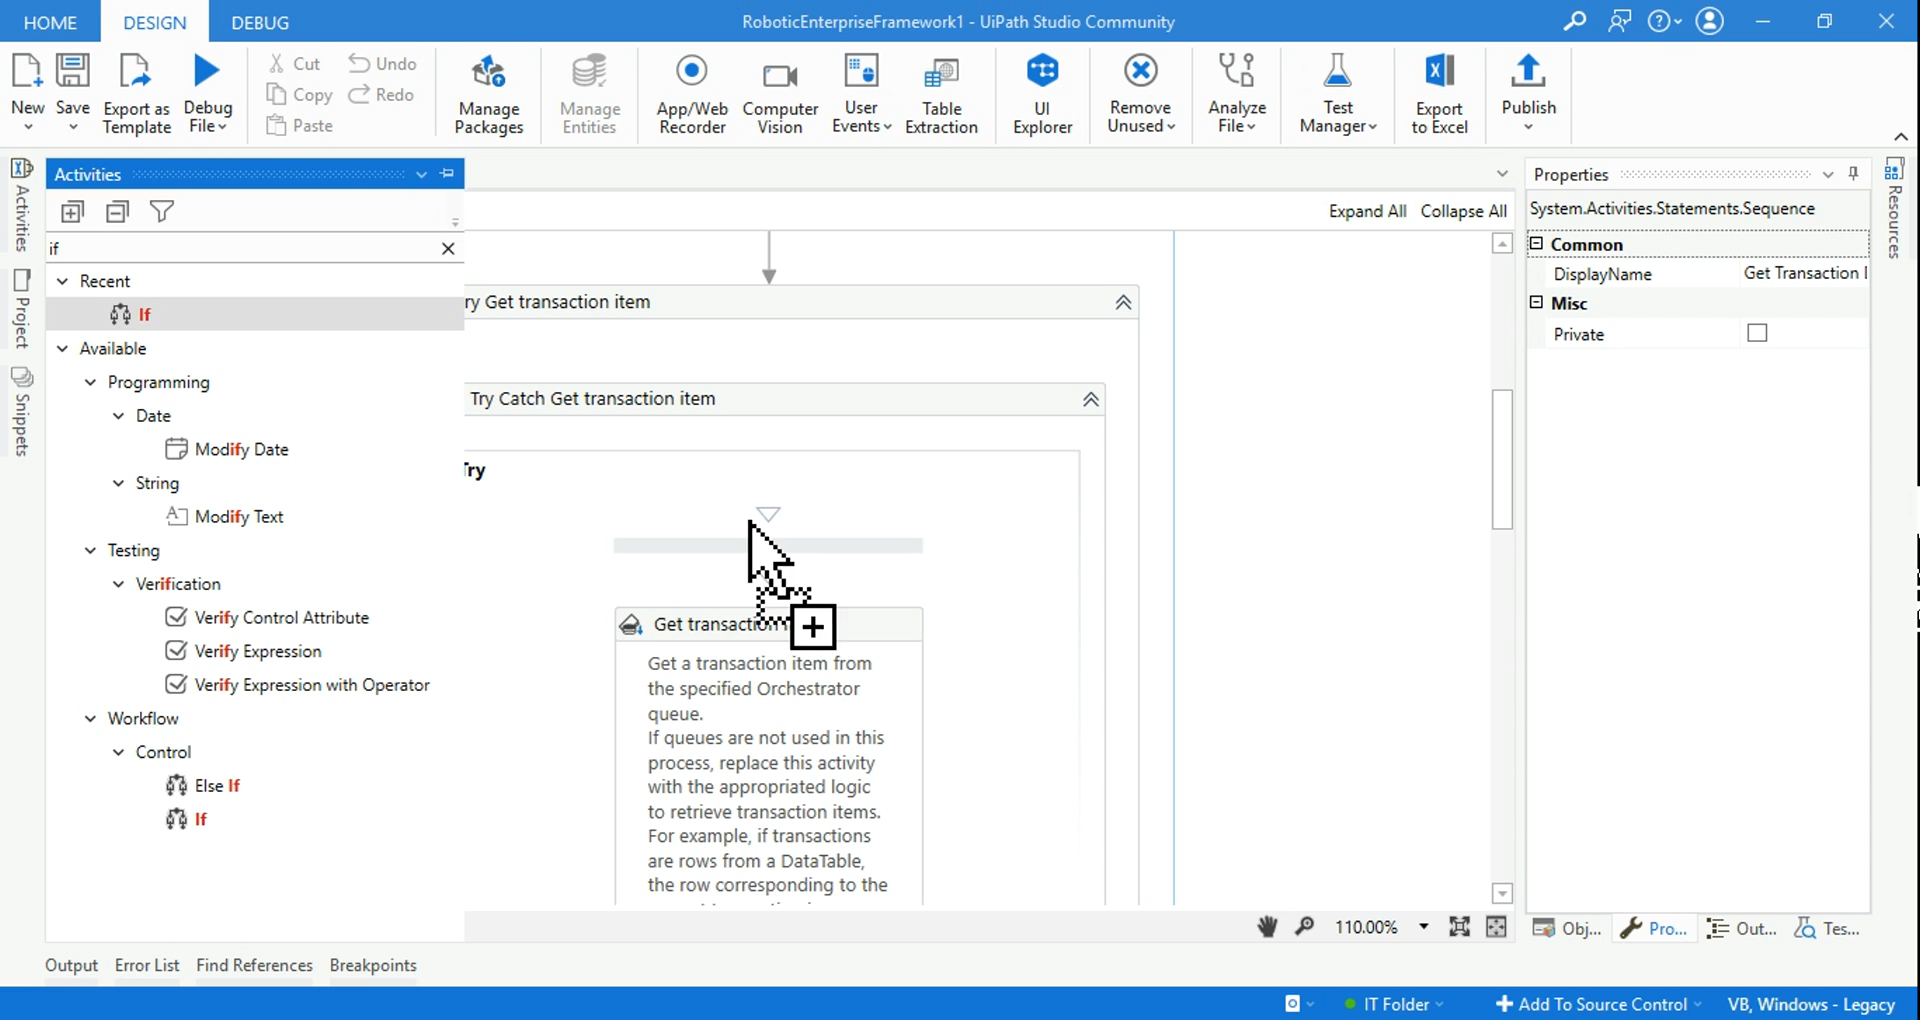 HOME DESIGN DEBUG RoboticEnterpriseFramework1 - UiPath Studio Community
New Save Export as Template Debug File
Cut Undo
Copy Redo
Paste
Manage Packages
Manage Entities
App/Web Recorder
Computer Vision
User Events
Table Extraction
UI Explorer
Remove Unused
Analyze File
Test Manager
Export to Excel
Publish
Activities
Project
Snippets
Activities
if
Recent
If
Available
Programming
Date
Modify Date
String
Modify Text
Testing
Verification
Verify Control Attribute
Verify Expression
Verify Expression with Operator
Workflow
Control
Else If
If
Expand All Collapse All
ry Get transaction item
Try Catch Get transaction item
Try
Get transaction
Get a transaction item from
the specified Orchestrator
queue.
If queues are not used in this
process, replace this activity
with the appropriated logic
to retrieve transaction items.
For example, if transactions
are rows from a DataTable,
the row corresponding to the
110.00%
Properties
System.Activities.Statements.Sequence
Common
DisplayName Get Transaction
Misc
Private
Resources
Obj... Pro... Out... Tes...
Output Error List Find References Breakpoints
IT Folder Add To Source Control VB, Windows - Legacy